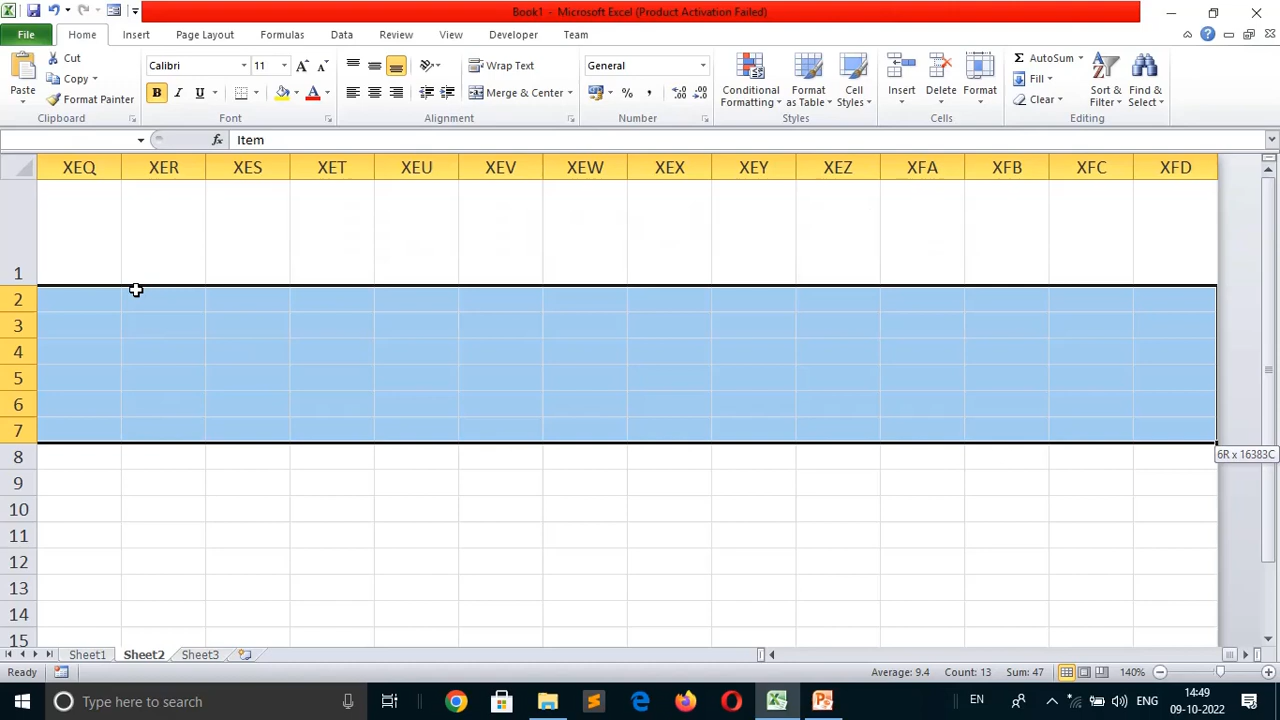 Book1 - Microsoft Excel (Product Activation Failed)
File Home Insert Page Layout Formulas Data Review View Developer Team
Paste
Cut
Copy
Format Painter
Clipboard
Calibri 11
B I U
Font
Wrap Text
Merge & Center
Alignment
General
%
Number
Conditional Formatting
Format as Table
Cell Styles
Styles
Insert
Delete
Format
Cells
AutoSum
Fill
Clear
Sort & Filter
Find & Select
Editing
fx Item
XEQ XER XES XET XEU XEV XEW XEX XEY XEZ XFA XFB XFC XFD
1
2
3
4
5
6
7
6R x 16383C
8
9
10
11
12
13
14
15
Sheet1 Sheet2 Sheet3
Ready Average: 9.4 Count: 13 Sum: 47 140%
Type here to search
EN ENG
14:49
09-10-2022